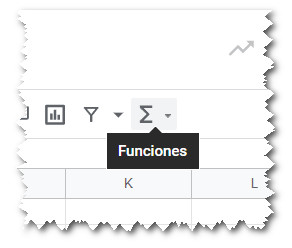 Σ
Funciones
K L